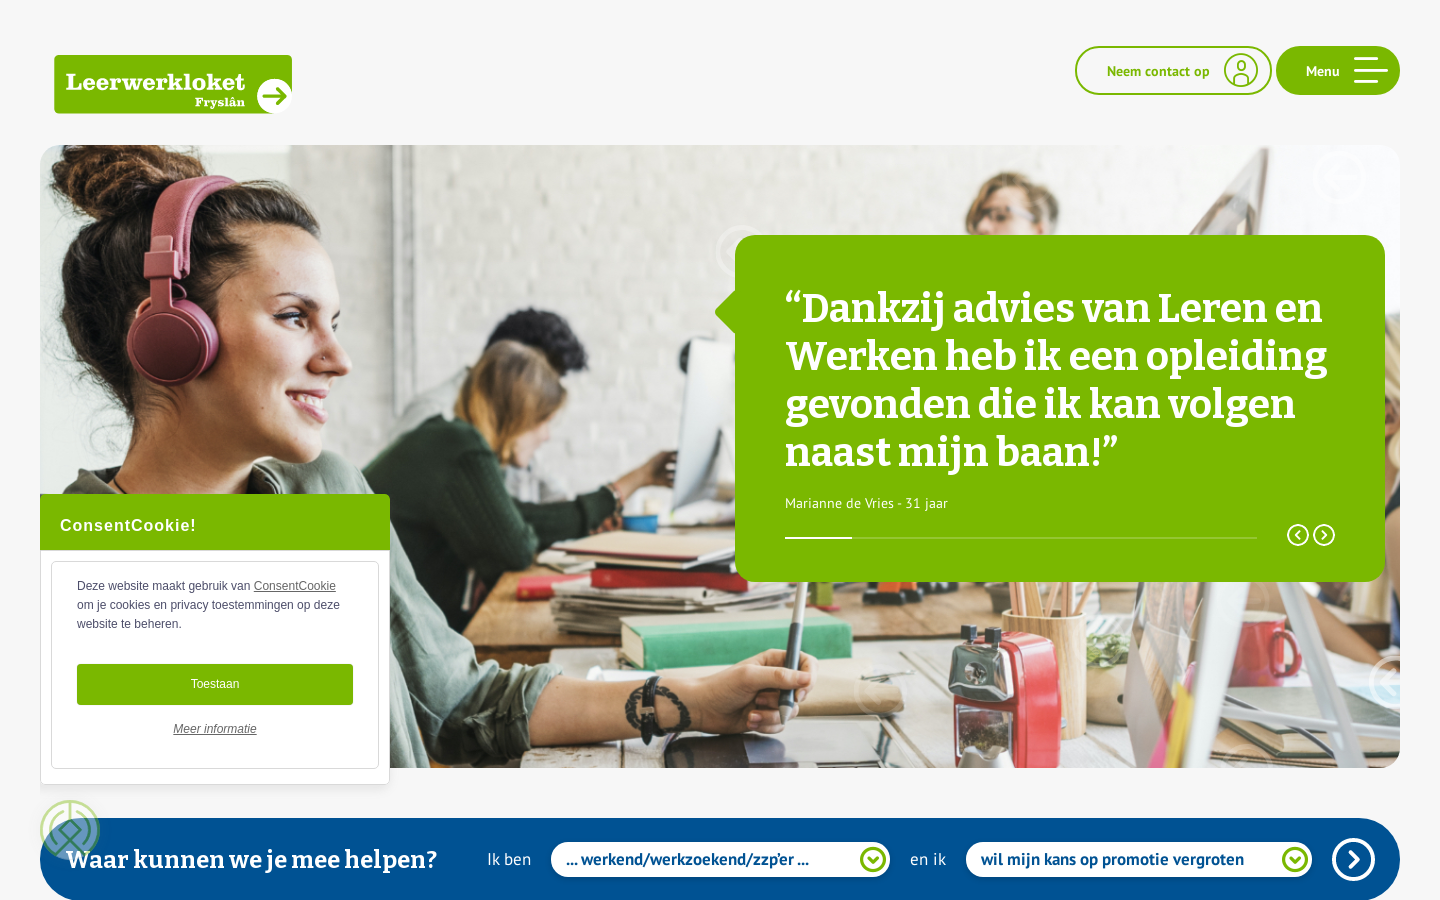 Leerwerkloket
Fryslân
Neem contact op
Menu
“Dankzij advies van Leren en
Werken heb ik een opleiding
gevonden die ik kan volgen
naast mijn baan!”
Marianne de Vries - 31 jaar
ConsentCookie!
Deze website maakt gebruik van ConsentCookie
om je cookies en privacy toestemmingen op deze
website te beheren.
Toestaan
Meer informatie
Waar kunnen we je mee helpen?
Ik ben
... werkend/werkzoekend/zzp’er ...
en ik
wil mijn kans op promotie vergroten